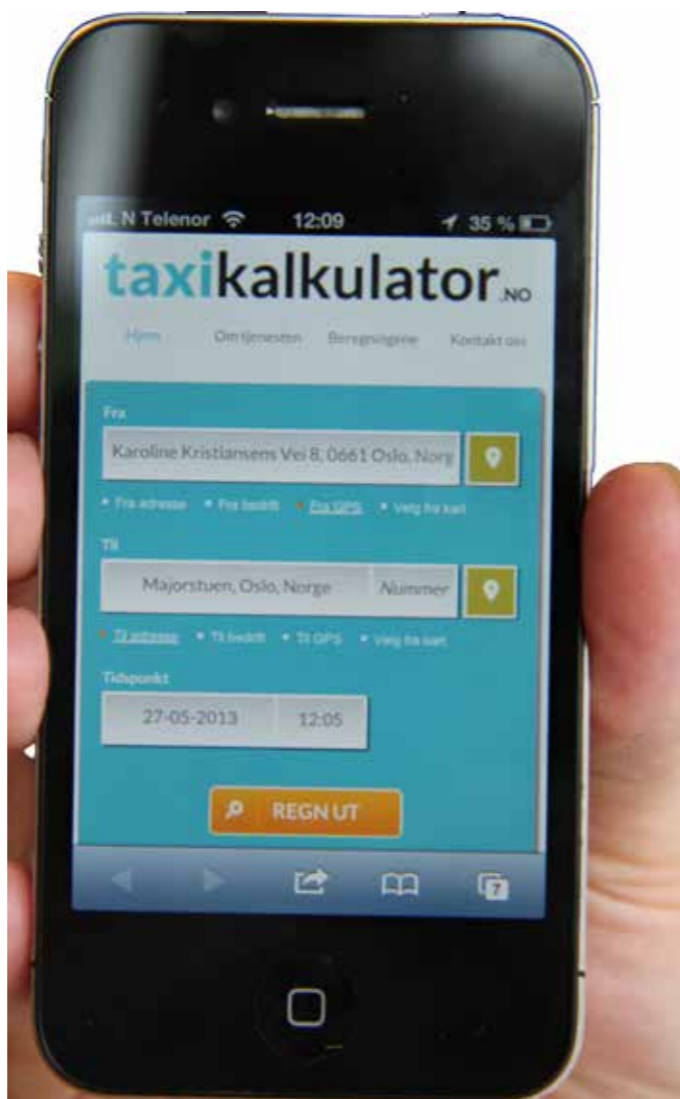 N Telenor 12:09 35 %
taxikalkulator.NO
Hjem Om tjenesten Beregningene Kontakt oss
Fra
Karoline Kristiansens Vei 8, 0661 Oslo, Norg
Fra adresse Fra bedrift Fra GPS Velg fra kart
Til
Majorstuen, Oslo, Norge Nummer
Til adresse Til bedrift Til GPS Velg fra kart
Tidspunkt
27-05-2013 12:05
REGN UT
7